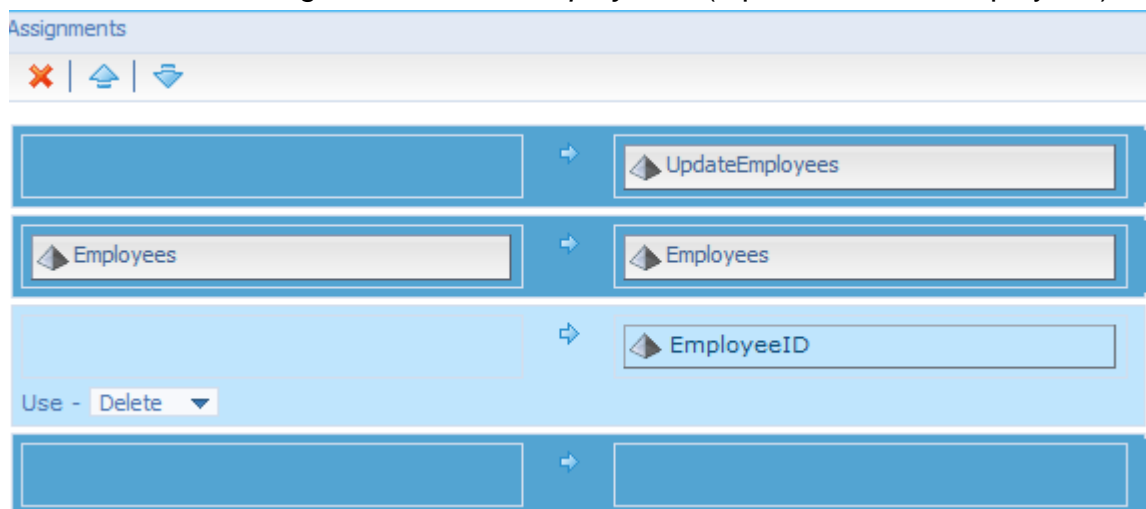 Assignments
UpdateEmployees
Employees
Employees
EmployeeID
Use - Delete